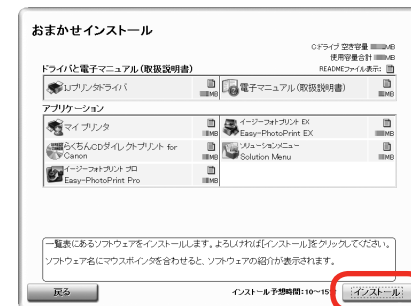 おまかせインストール
Cドライブ 空き容量 MB
使用容量合計 MB
ドライバと電子マニュアル(取扱説明書)
READMEファイル表示:
IJプリンタドライバ
MB
電子マニュアル(取扱説明書)
MB
アプリケーション
マイ プリンタ
MB
イージーフォトプリント EX
Easy-PhotoPrint EX
MB
らくちんCDダイレクトプリント for
Canon
MB
ソリューションメニュー
Solution Menu
MB
イージーフォトプリント プロ
Easy-PhotoPrint Pro
MB
一覧表にあるソフトウェアをインストールします。よろしければ[インストール]をクリックしてください。
ソフトウェア名にマウスポインタを合わせると、ソフトウェアの紹介が表示されます。
戻る
インストール予想時間:10~15
インストール